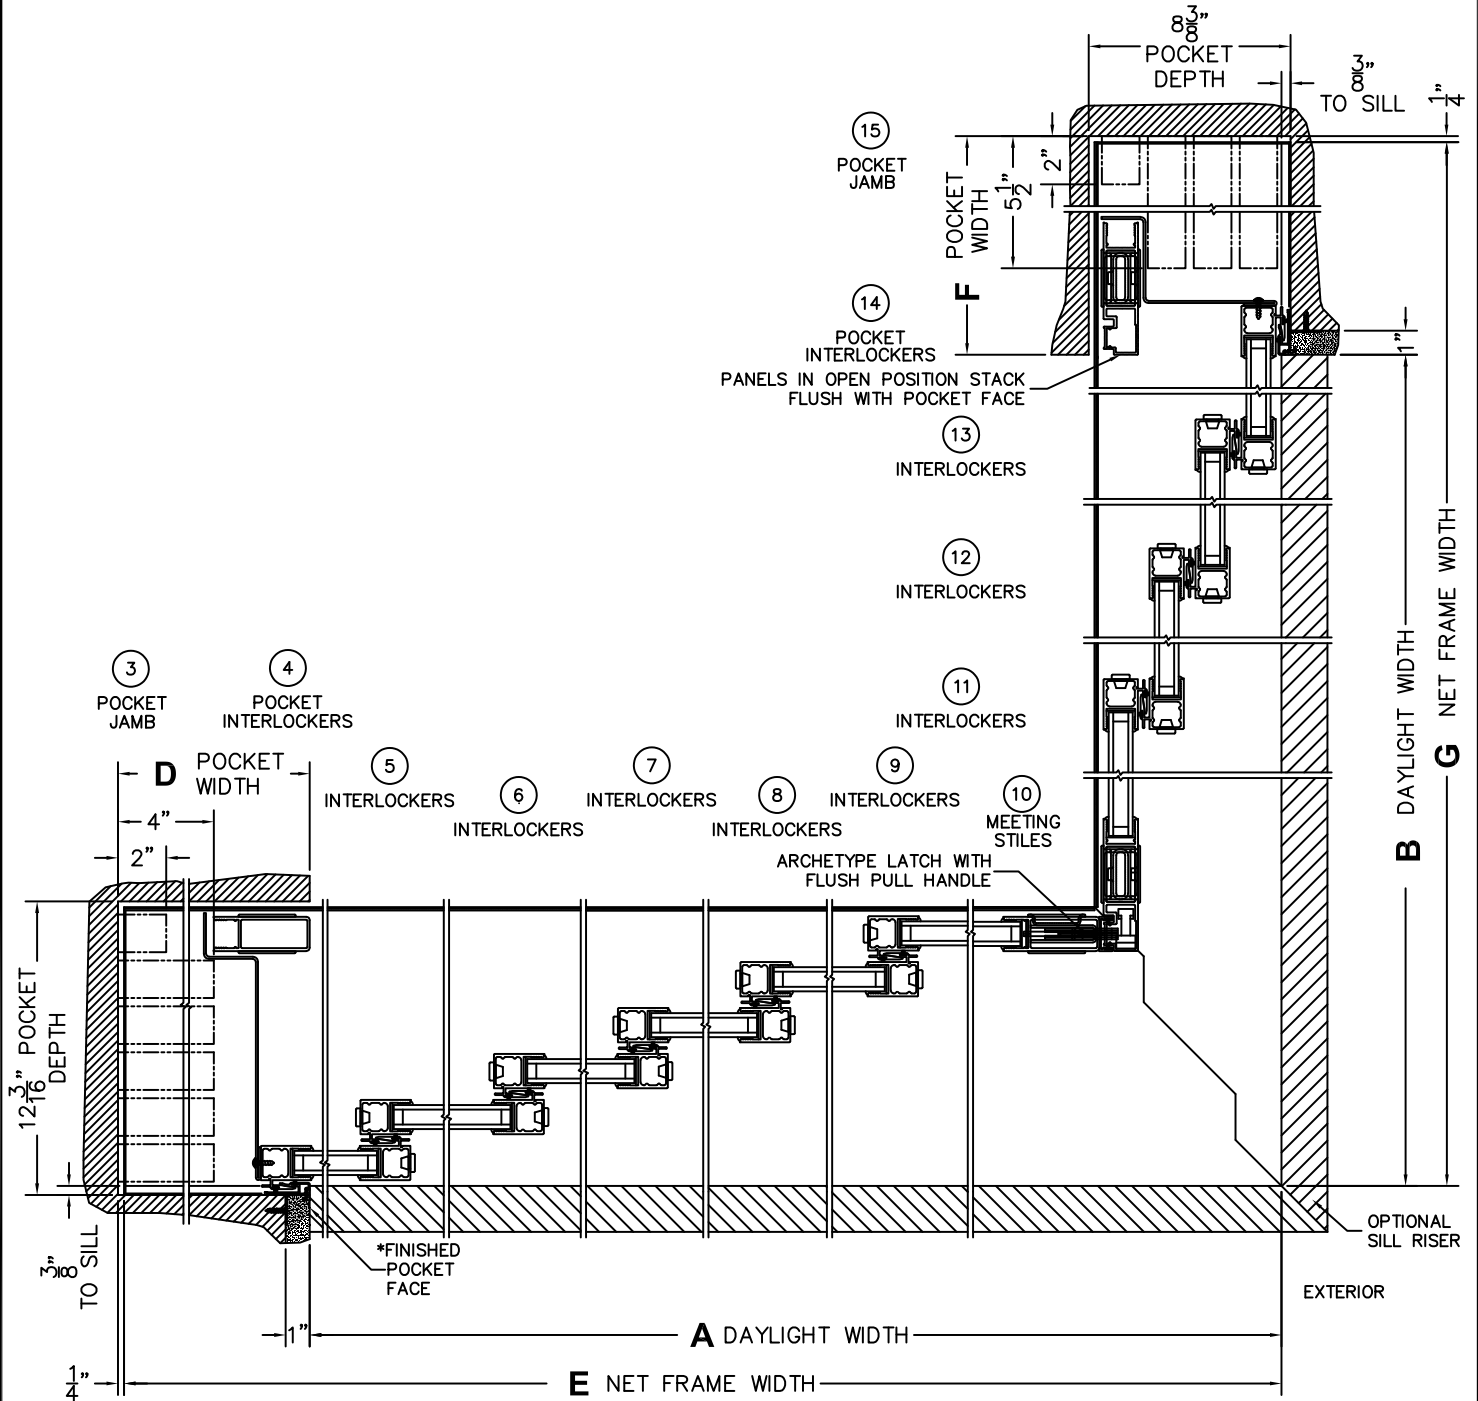 8 3/8"
POCKET
DEPTH
3/8"
TO SILL
1/4"
15
POCKET
JAMB
2"
5 1/2"
POCKET
WIDTH
F
14
POCKET
INTERLOCKERS
PANELS IN OPEN POSITION STACK
FLUSH WITH POCKET FACE
1"
13
INTERLOCKERS
12
INTERLOCKERS
11
INTERLOCKERS
B DAYLIGHT WIDTH
G NET FRAME WIDTH
3
POCKET
JAMB
4
POCKET
INTERLOCKERS
D POCKET
WIDTH
4"
2"
5
INTERLOCKERS
6
INTERLOCKERS
7
INTERLOCKERS
8
INTERLOCKERS
9
INTERLOCKERS
10
MEETING
STILES
ARCHETYPE LATCH WITH
FLUSH PULL HANDLE
12 3/16" POCKET
DEPTH
3/8"
TO SILL
*FINISHED
POCKET
FACE
OPTIONAL
SILL RISER
EXTERIOR
1"
A DAYLIGHT WIDTH
1/4"
E NET FRAME WIDTH